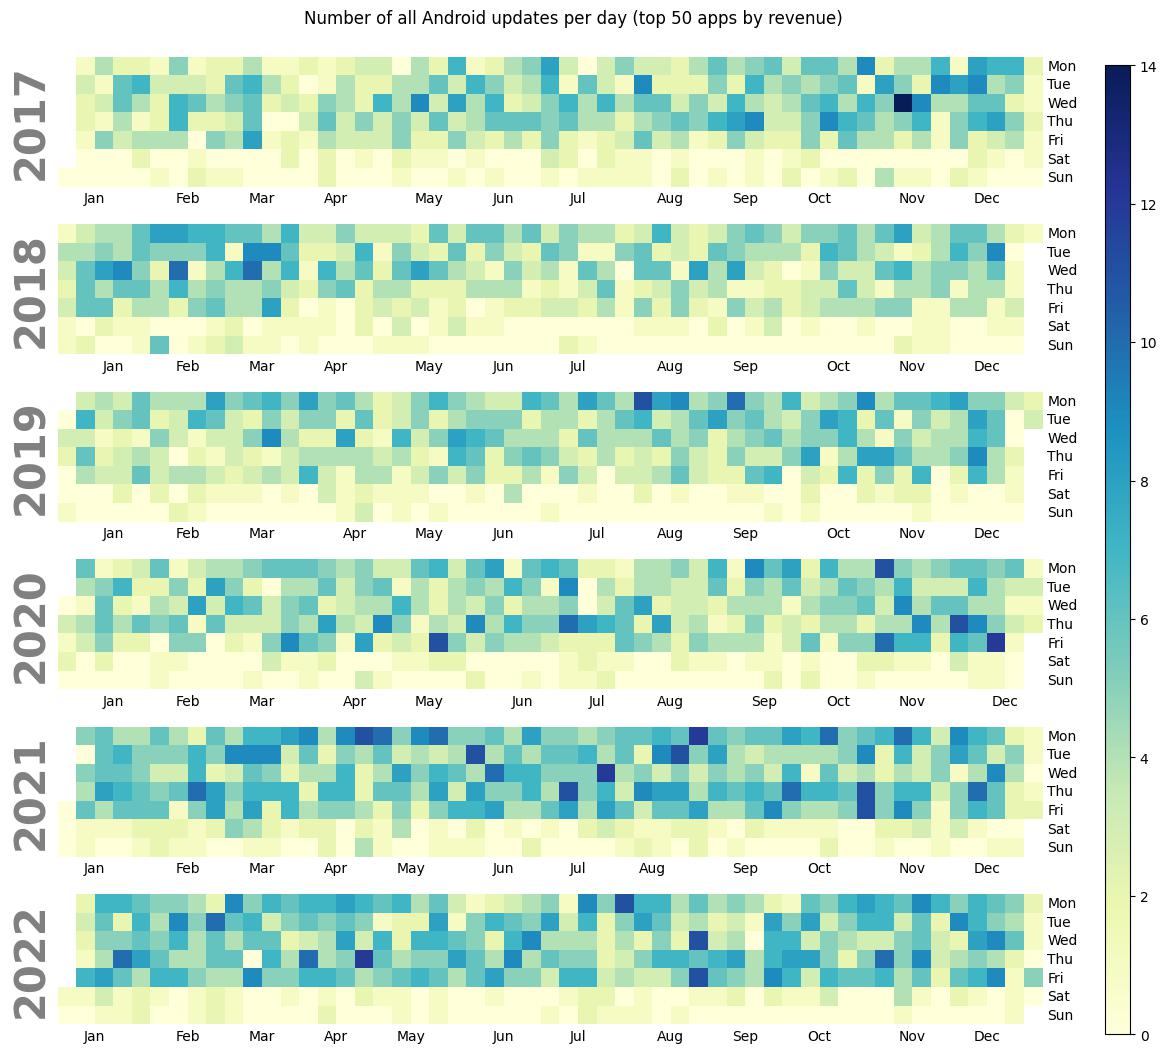 Number of all Android updates per day (top 50 apps by revenue)
2017
Mon
Tue
Wed
Thu
Fri
Sat
Sun
Jan Feb Mar Apr May Jun Jul Aug Sep Oct Nov Dec
2018
Mon
Tue
Wed
Thu
Fri
Sat
Sun
Jan Feb Mar Apr May Jun Jul Aug Sep Oct Nov Dec
2019
Mon
Tue
Wed
Thu
Fri
Sat
Sun
Jan Feb Mar Apr May Jun Jul Aug Sep Oct Nov Dec
2020
Mon
Tue
Wed
Thu
Fri
Sat
Sun
Jan Feb Mar Apr May Jun Jul Aug Sep Oct Nov Dec
2021
Mon
Tue
Wed
Thu
Fri
Sat
Sun
Jan Feb Mar Apr May Jun Jul Aug Sep Oct Nov Dec
2022
Mon
Tue
Wed
Thu
Fri
Sat
Sun
Jan Feb Mar Apr May Jun Jul Aug Sep Oct Nov Dec
14
12
10
8
6
4
2
0